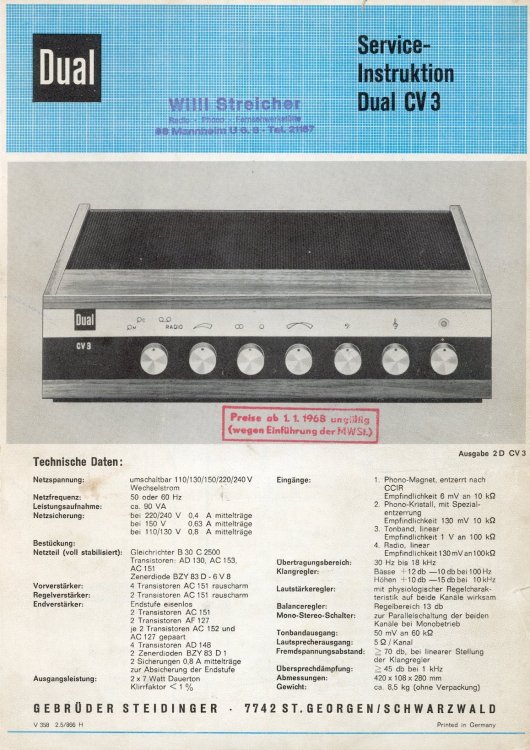 Dual
Service-
Instruktion
Dual CV 3
Willi Streicher
Radio - Phono - Fernsehwerkstätte
68 Mannheim U 6. 8 - Tel. 21167
Dual
CV 3
RADIO
Preise ab 1. 1. 1968 ungültig
(wegen Einführung der MWSt.)
Ausgabe 2 D CV 3
Technische Daten:
Netzspannung: umschaltbar 110/130/150/220/240 V
Wechselstrom
Netzfrequenz: 50 oder 60 Hz
Leistungsaufnahme: ca. 90 VA
Netzsicherung: bei 220/240 V 0,4 A mittelträge
bei 150 V 0,63 A mittelträge
bei 110/130 V 0,8 A mittelträge
Bestückung:
Netzteil (voll stabilisiert): Gleichrichter B 30 C 2500
Transistoren: AD 130, AC 153,
AC 151
Zenerdiode BZY 83 D - 6 V 8
Vorverstärker: 4 Transistoren AC 151 rauscharm
Regelverstärker: 2 Transistoren AC 151 rauscharm
Endverstärker: Endstufe eisenlos
2 Transistoren AC 151
2 Transistoren AF 127
je 2 Transistoren AC 152 und
AC 127 gepaart
4 Transistoren AD 148
2 Zenerdioden BZY 83 D 1
2 Sicherungen 0,8 A mittelträge
zur Absicherung der Endstufe
Ausgangsleistung: 2 x 7 Watt Dauerton
Klirrfaktor < 1 %
Eingänge: 1. Phono-Magnet, entzerrt nach
CCIR
Empfindlichkeit 6 mV an 10 kΩ
2. Phono-Kristall, mit Spezial-
entzerrung
Empfindlichkeit 130 mV 10 kΩ
3. Tonband, linear
Empfindlichkeit 1 V an 100 kΩ
4. Radio, linear
Empfindlichkeit 130 mV an 100 kΩ
Übertragungsbereich: 30 Hz bis 18 kHz
Klangregler: Bässe +12 db —10 db bei 100 Hz
Höhen +10 db —15 db bei 10 kHz
Lautstärkeregler: mit physiologischer Regelcharak-
teristik auf beide Kanäle wirksam
Balanceregler: Regelbereich 13 db
Mono-Stereo-Schalter: zur Parallelschaltung der beiden
Kanäle bei Monobetrieb
Tonbandausgang: 50 mV an 60 kΩ
Lautsprecherausgang: 5 Ω / Kanal
Fremdspannungsabstand: ≧ 70 db, bei linearer Stellung
der Klangregler
Übersprechdämpfung: ≧ 45 db bei 1 kHz
Abmessungen: 420 x 108 x 280 mm
Gewicht: ca. 8,5 kg (ohne Verpackung)
GEBRÜDER STEIDINGER · 7742 ST. GEORGEN/SCHWARZWALD
V 358 2.5/866 H
Printed in Germany